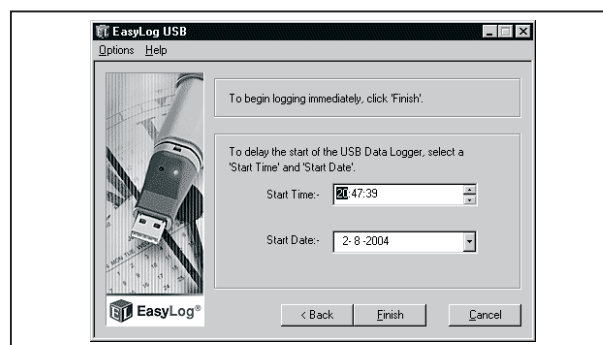 EasyLog USB
Options Help
To begin logging immediately, click 'Finish'.
To delay the start of the USB Data Logger, select a
'Start Time' and 'Start Date'.
Start Time:- 20:47:39
Start Date:- 2- 8 -2004
EL EasyLog®
< Back Finish Cancel